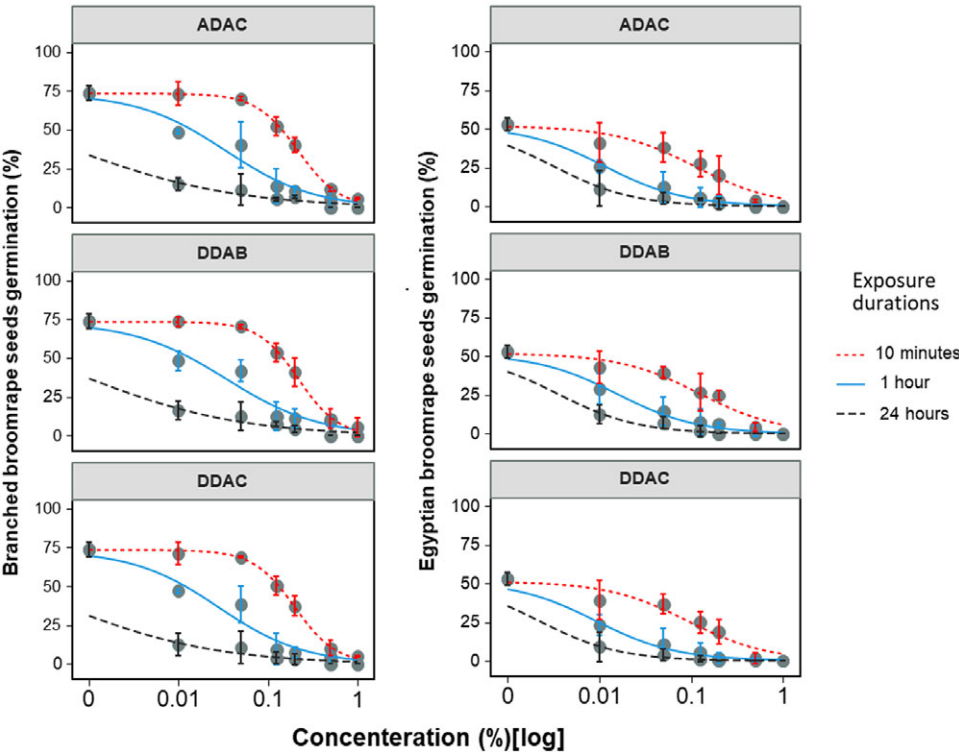 Branched broomrape seeds germination (%)
ADAC
100
75
50
25
0
DDAB
100
75
50
25
0
DDAC
100
75
50
25
0
0 0.01 0.1 1
Egyptian broomrape seeds germination (%)
ADAC
100
75
50
25
0
DDAB
100
75
50
25
0
DDAC
100
75
50
25
0
0 0.01 0.1 1
Conceteration (%)[log]
Exposure
durations
10 minutes
1 hour
24 hours